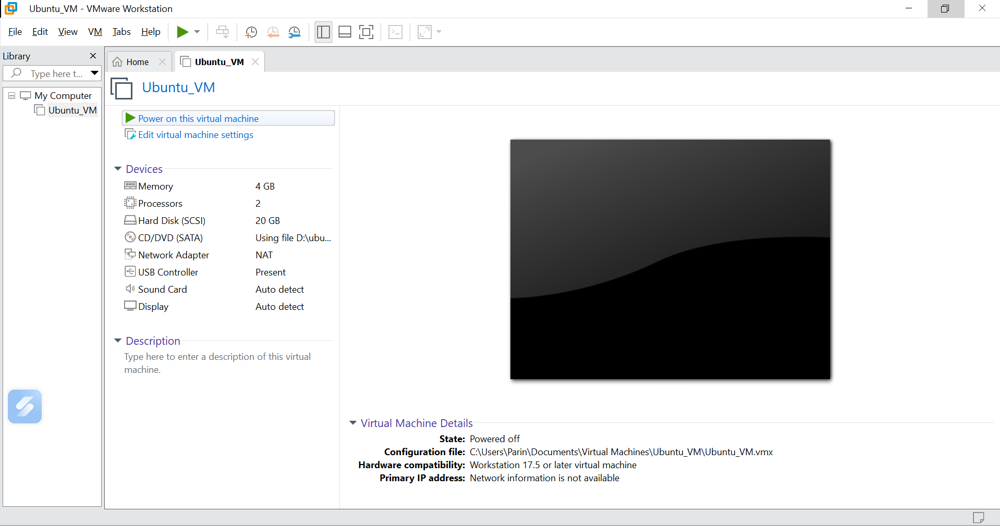 Ubuntu_VM - VMware Workstation
File Edit View VM Tabs Help
Library
Type here t...
My Computer
Ubuntu_VM
Home
Ubuntu_VM
Ubuntu_VM
Power on this virtual machine
Edit virtual machine settings
Devices
Memory 4 GB
Processors 2
Hard Disk (SCSI) 20 GB
CD/DVD (SATA) Using file D:\ubu...
Network Adapter NAT
USB Controller Present
Sound Card Auto detect
Display Auto detect
Description
Type here to enter a description of this virtual
machine.
Virtual Machine Details
State: Powered off
Configuration file: C:\Users\Parin\Documents\Virtual Machines\Ubuntu_VM\Ubuntu_VM.vmx
Hardware compatibility: Workstation 17.5 or later virtual machine
Primary IP address: Network information is not available